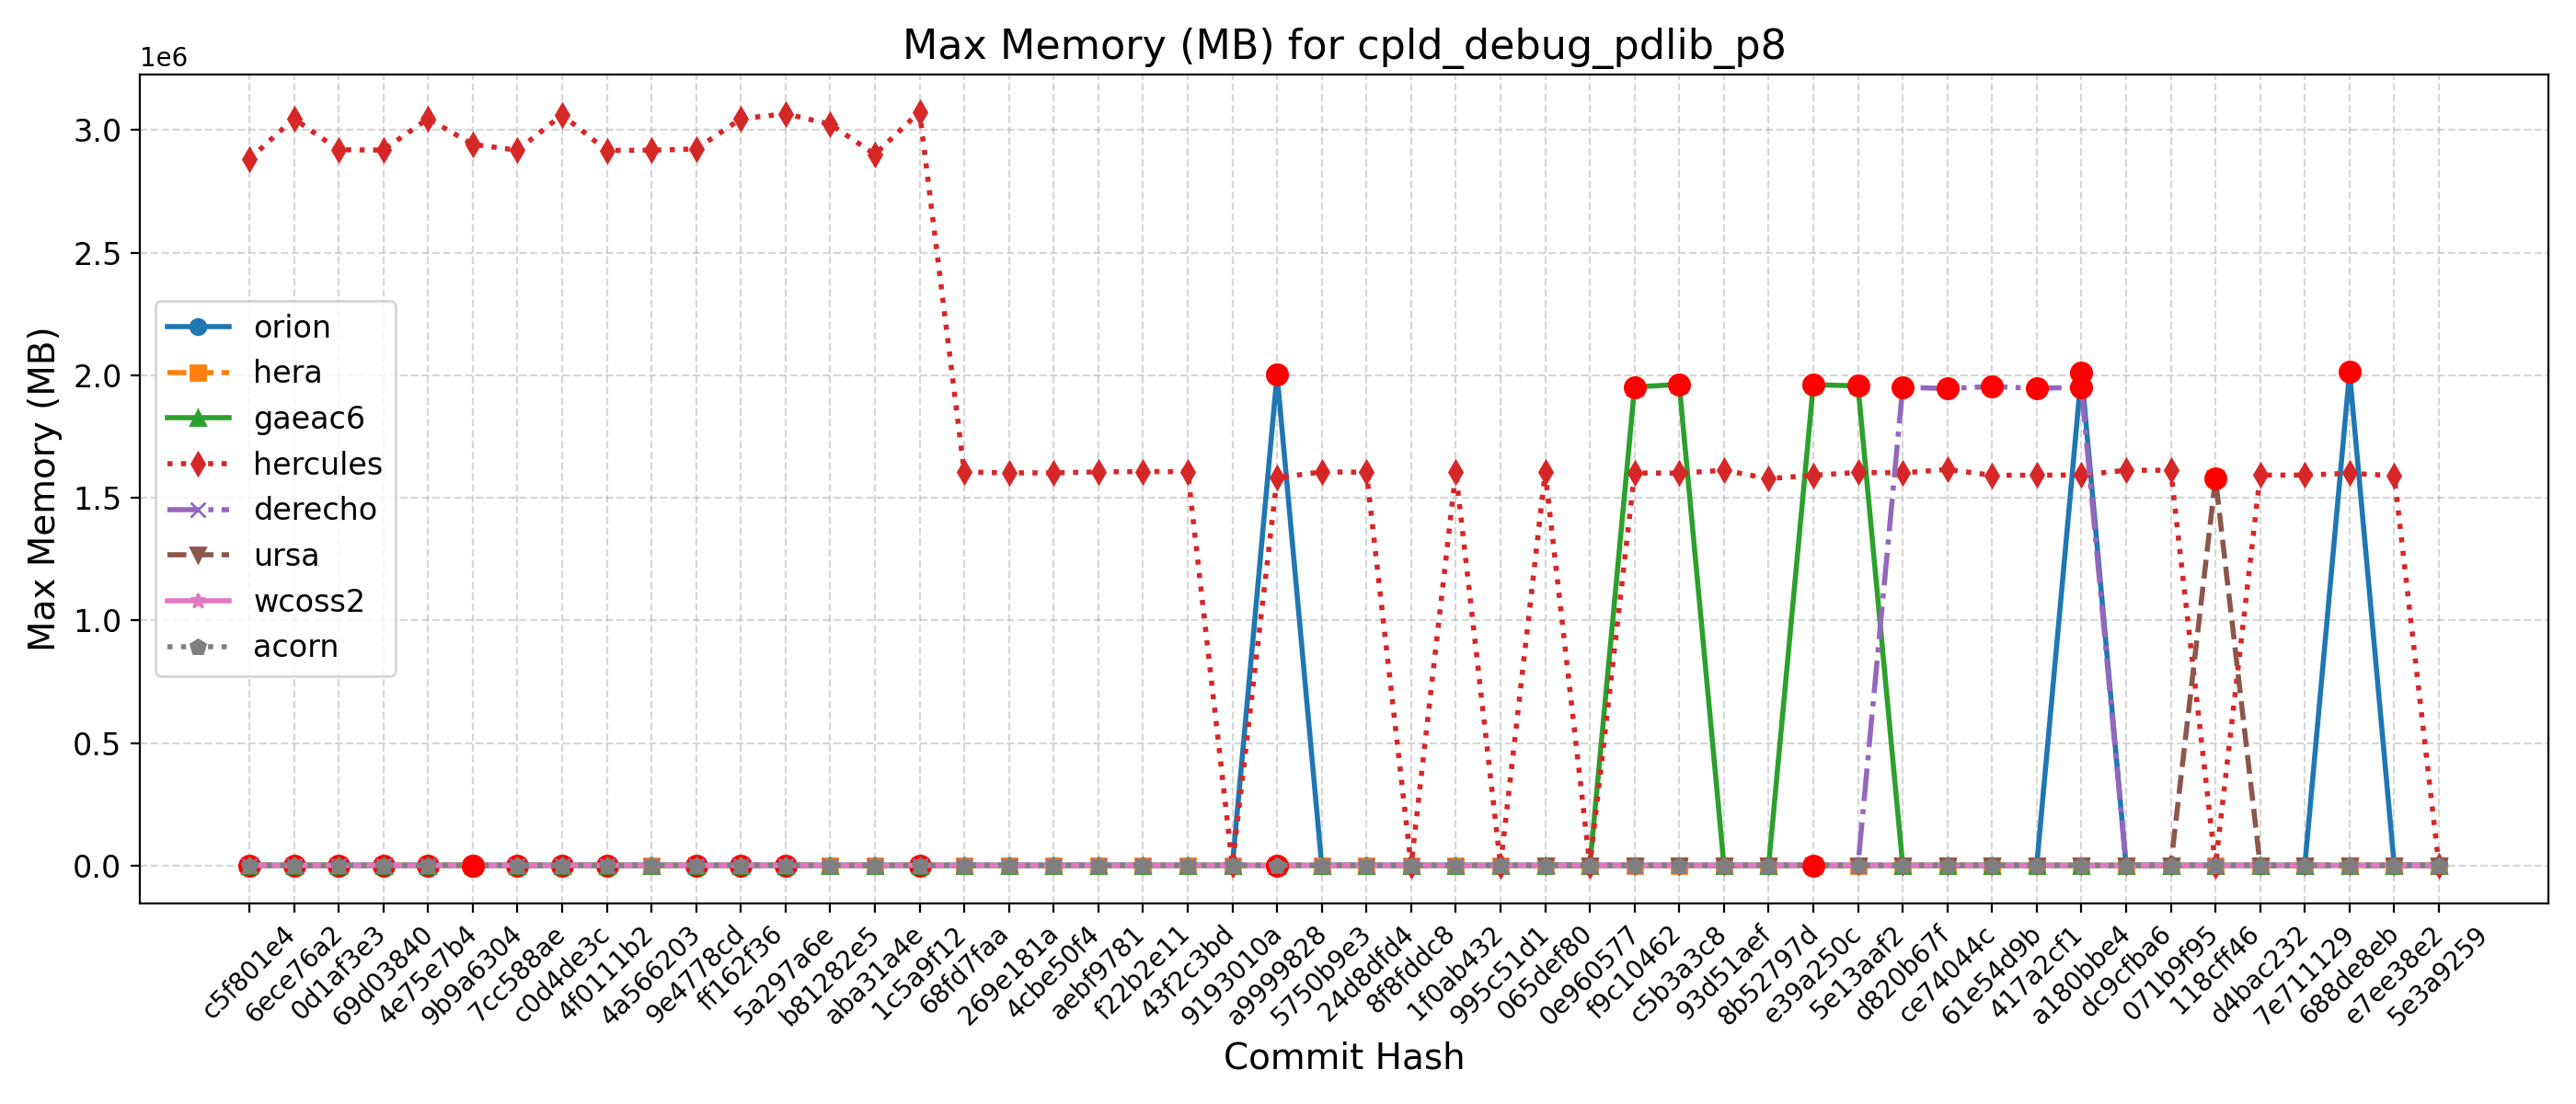 Max Memory (MB) for cpld_debug_pdlib_p8
1e6
3.0
2.5
2.0
1.5
1.0
0.5
0.0
Max Memory (MB)
orion
hera
gaeac6
hercules
derecho
ursa
wcoss2
acorn
c5f801e4
6ece76a2
0d1af3e3
69d03840
4e75e7b4
9b9a6304
7cc588ae
c0d4de3c
4f0111b2
4a566203
9e4778cd
ff162f36
5a297a6e
b81282e5
aba31a4e
1c5a9f12
68fd7faa
269e181a
4cbe50f4
aebf9781
f22b2e11
43f2c3bd
9193010a
a9999828
5750b9e3
24d8dfd4
8f8fddc8
1f0ab432
995c51d1
065def80
0e960577
f9c10462
c5b3a3c8
93d51aef
8b52797d
e39a250c
5e13aaf2
d820b67f
ce74044c
61e54d9b
417a2cf1
a180bbe4
dc9cfba6
071b9f95
118cff46
d4bac232
7e711129
688de8eb
e7ee38e2
5e3a9259
Commit Hash